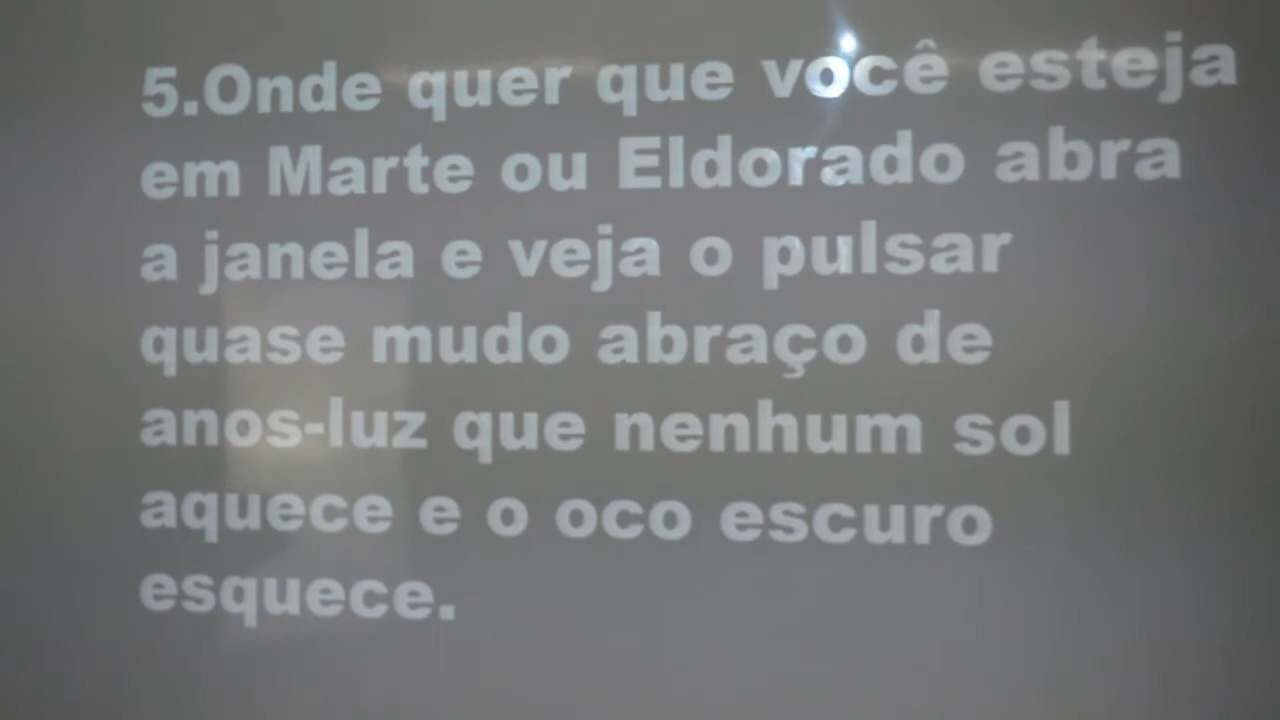 5.Onde quer que você esteja
em Marte ou Eldorado abra
a janela e veja o pulsar
quase mudo abraço de
anos-luz que nenhum sol
aquece e o oco escuro
esquece.